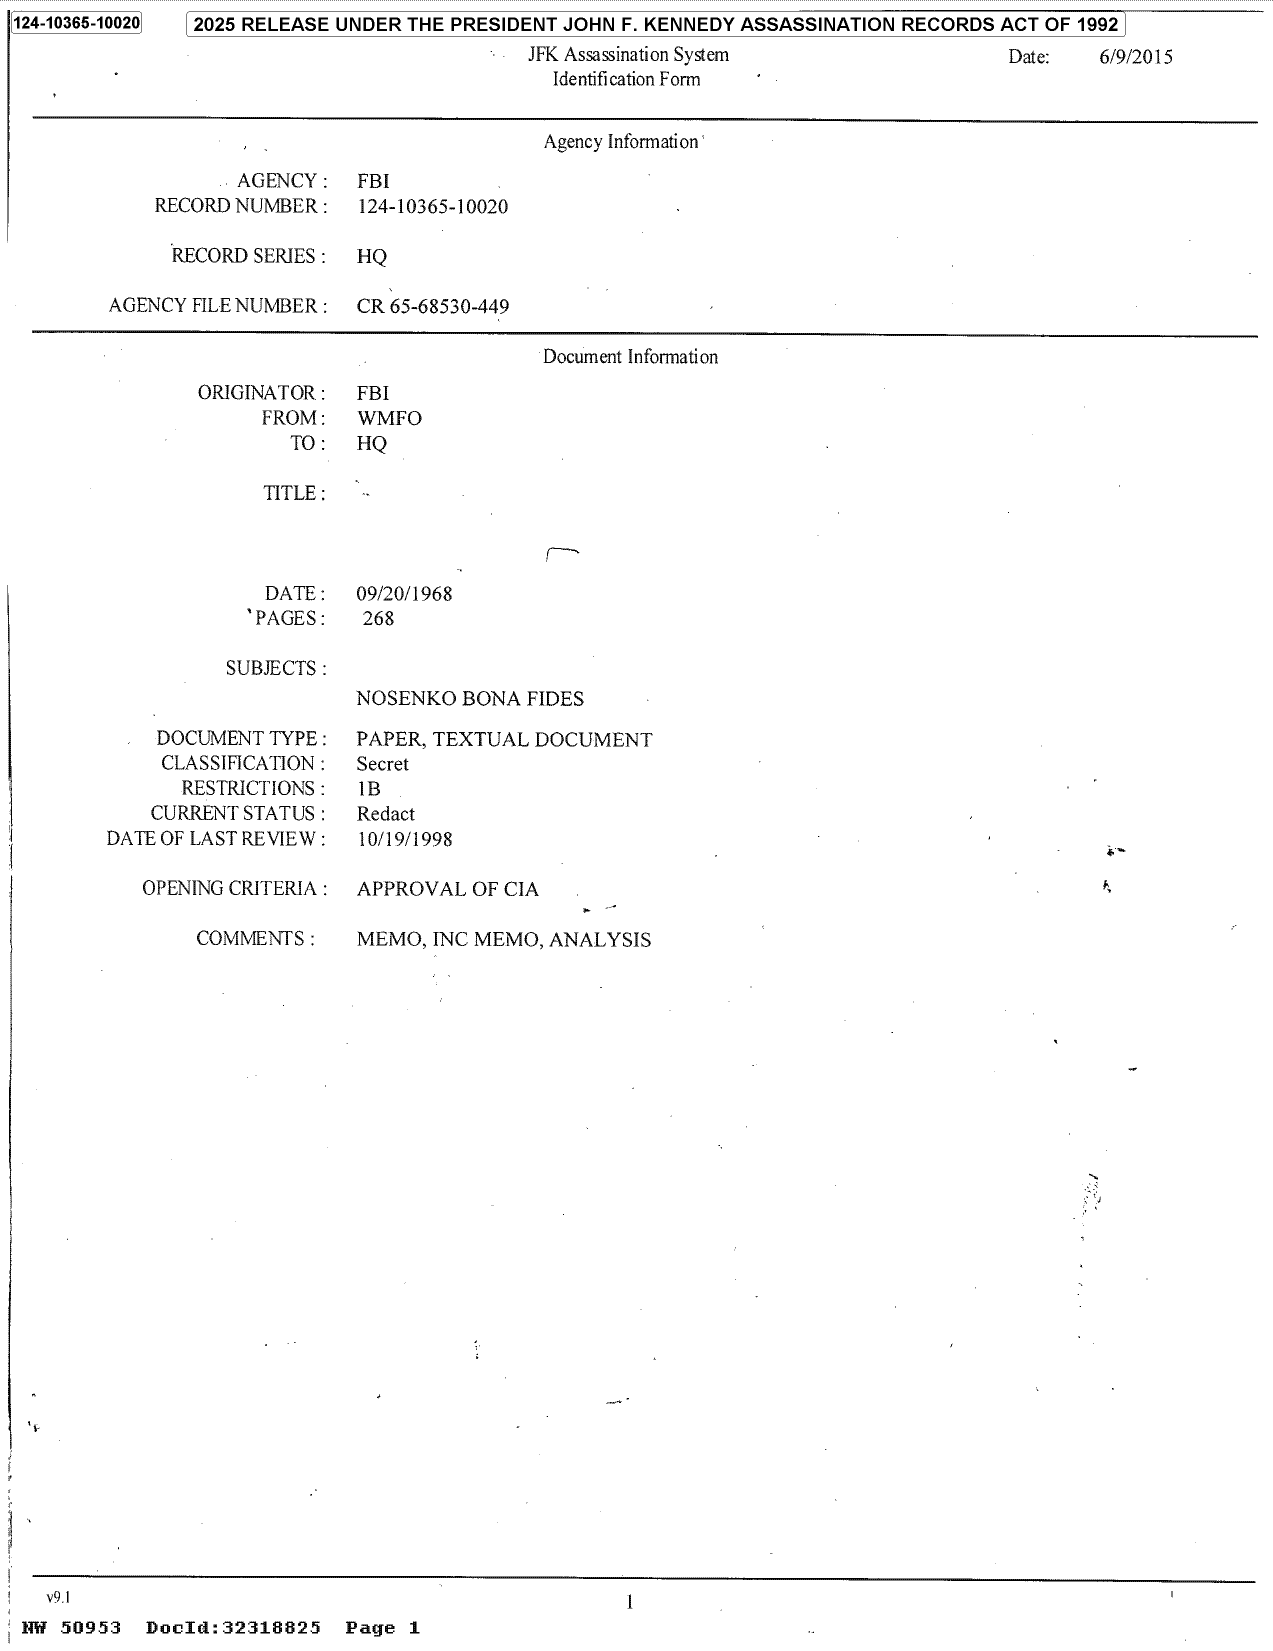 124-10365-10020 2025 RELEASE UNDER THE PRESIDENT JOHN F. KENNEDY ASSASSINATION RECORDS ACT OF 1992
JFK Assassination System Date: 6/9/2015
Identification Form
Agency Information
AGENCY : FBI
RECORD NUMBER : 124-10365-10020
RECORD SERIES : HQ
AGENCY FILE NUMBER : CR 65-68530-449
Document Information
ORIGINATOR : FBI
FROM : WMFO
TO : HQ
TITLE :
DATE : 09/20/1968
PAGES : 268
SUBJECTS :
NOSENKO BONA FIDES
DOCUMENT TYPE : PAPER, TEXTUAL DOCUMENT
CLASSIFICATION : Secret
RESTRICTIONS : 1B
CURRENT STATUS : Redact
DATE OF LAST REVIEW : 10/19/1998
OPENING CRITERIA : APPROVAL OF CIA
COMMENTS : MEMO, INC MEMO, ANALYSIS
v9.1 1
NW 50953 DocId:32318825 Page 1